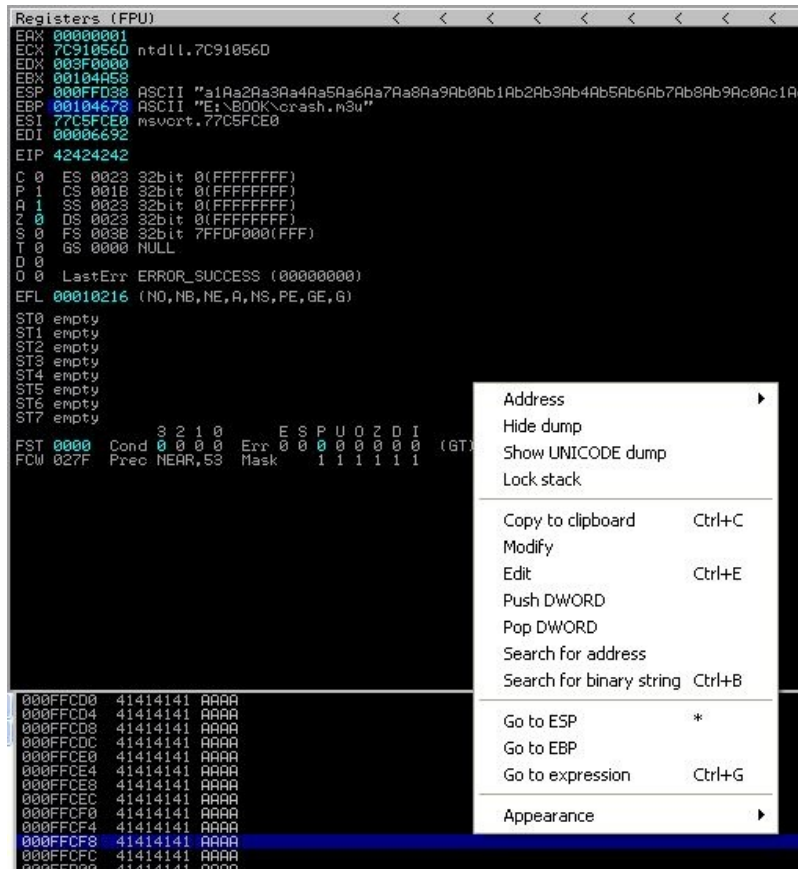 Registers (FPU) < < < < < < < < <
EAX 00000001
ECX 7C91056D ntdll.7C91056D
EDX 003F0000
EBX 00104A58
ESP 000FFD38 ASCII "a1Aa2Aa3Aa4Aa5Aa6Aa7Aa8Aa9Ab0Ab1Ab2Ab3Ab4Ab5Ab6Ab7Ab8Ab9Ac0Ac1A
EBP 00104678 ASCII "E:\BOOK\crash.m3u"
ESI 77C5FCE0 msvcrt.77C5FCE0
EDI 00006692
EIP 42424242
C 0 ES 0023 32bit 0(FFFFFFFF)
P 1 CS 001B 32bit 0(FFFFFFFF)
A 1 SS 0023 32bit 0(FFFFFFFF)
Z 0 DS 0023 32bit 0(FFFFFFFF)
S 0 FS 003B 32bit 7FFDF000(FFF)
T 0 GS 0000 NULL
D 0
O 0 LastErr ERROR_SUCCESS (00000000)
EFL 00010216 (NO,NB,NE,A,NS,PE,GE,G)
ST0 empty
ST1 empty
ST2 empty
ST3 empty
ST4 empty
ST5 empty
ST6 empty
ST7 empty
3 2 1 0 E S P U O Z D I
FST 0000 Cond 0 0 0 0 Err 0 0 0 0 0 0 0 0 (GT)
FCW 027F Prec NEAR,53 Mask 1 1 1 1 1 1
Address
Hide dump
Show UNICODE dump
Lock stack
Copy to clipboard Ctrl+C
Modify
Edit Ctrl+E
Push DWORD
Pop DWORD
Search for address
Search for binary string Ctrl+B
Go to ESP *
Go to EBP
Go to expression Ctrl+G
Appearance
000FFCD0 41414141 AAAA
000FFCD4 41414141 AAAA
000FFCD8 41414141 AAAA
000FFCDC 41414141 AAAA
000FFCE0 41414141 AAAA
000FFCE4 41414141 AAAA
000FFCE8 41414141 AAAA
000FFCEC 41414141 AAAA
000FFCF0 41414141 AAAA
000FFCF4 41414141 AAAA
000FFCF8 41414141 AAAA
000FFCFC 41414141 AAAA
000FFD00 41414141 AAAA